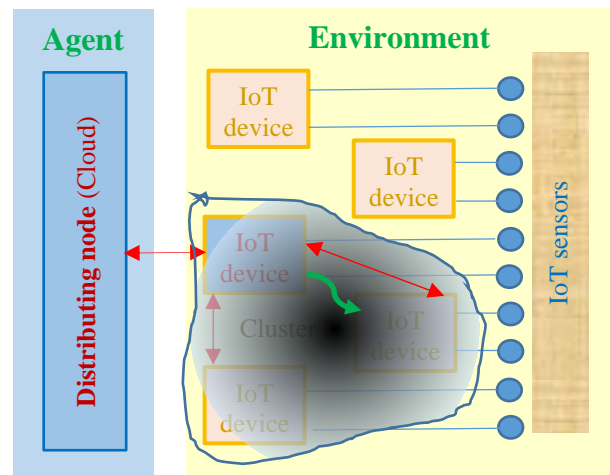 Agent
Environment
Distributing node (Cloud)
IoT
device
IoT
device
IoT
device
Cluster
IoT
device
IoT
device
IoT sensors